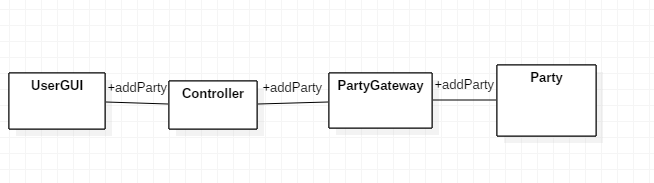 UserGUI
+addParty
Controller
+addParty
PartyGateway
+addParty
Party